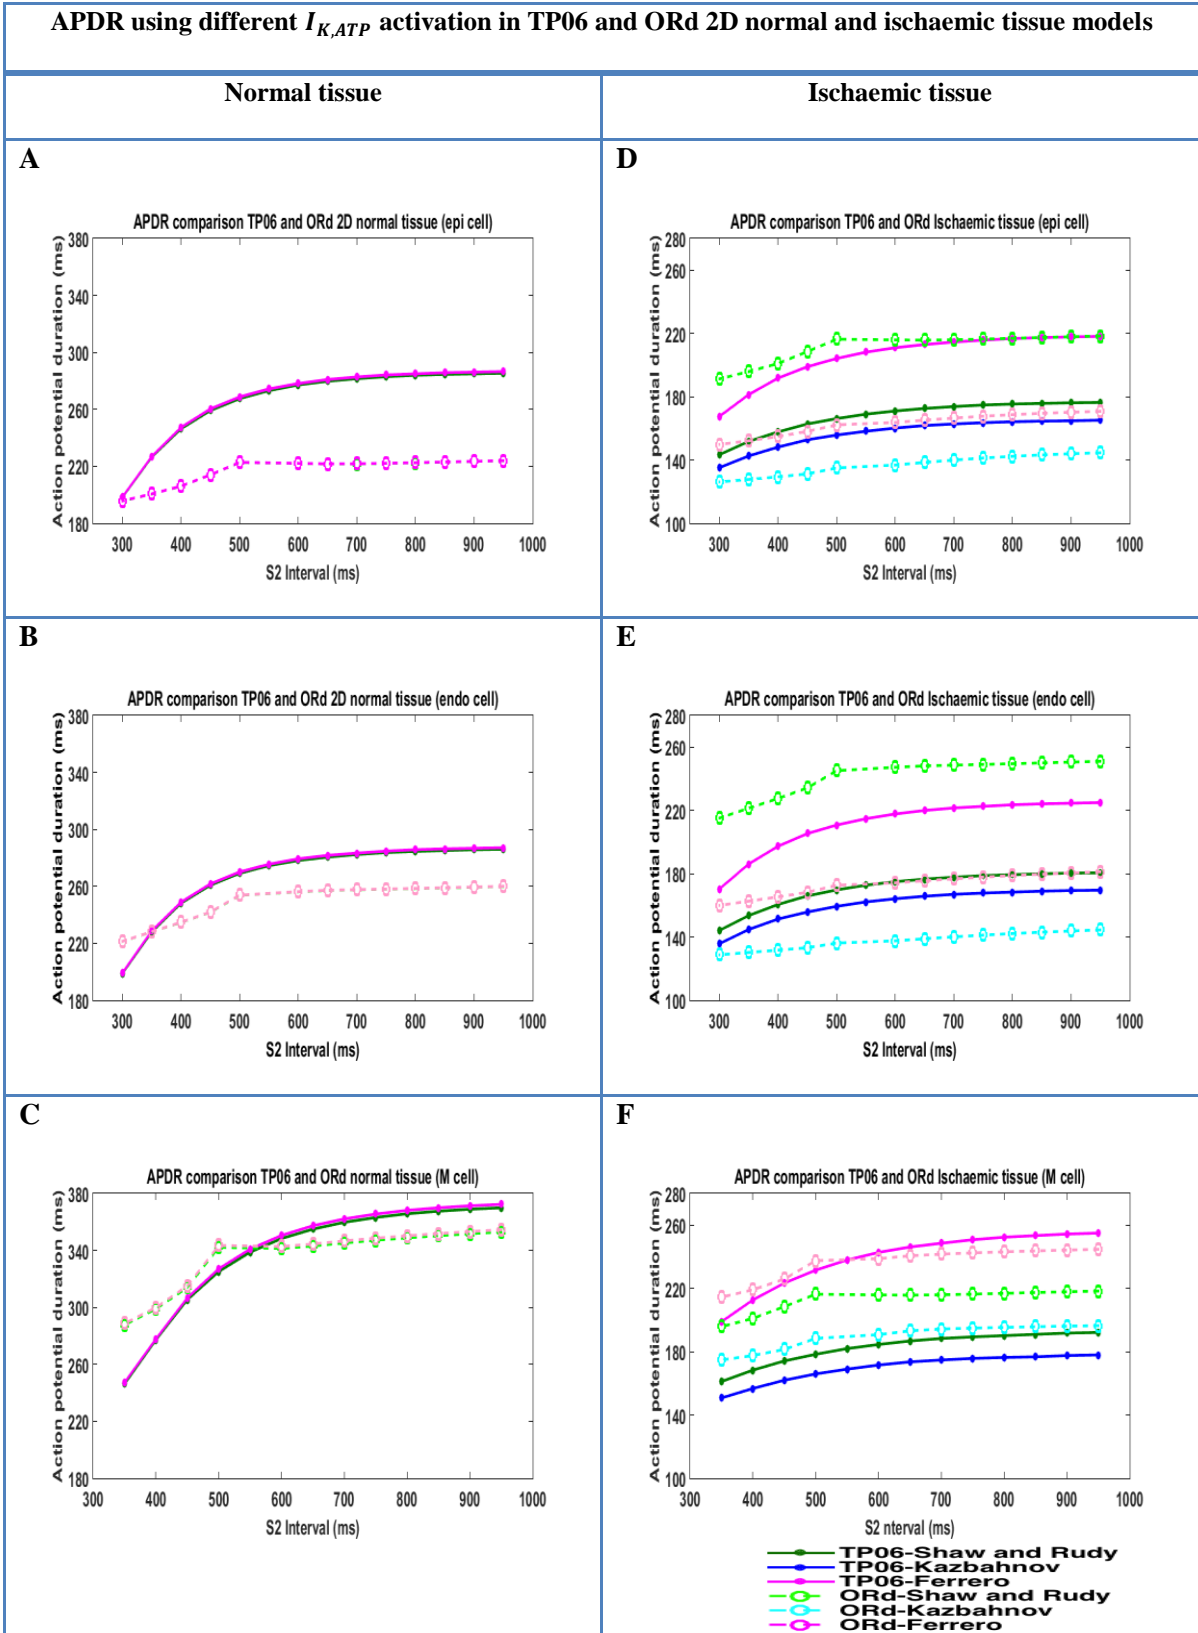 APDR using different I_K,ATP activation in TP06 and ORd 2D normal and ischaemic tissue models
Normal tissue
Ischaemic tissue
A
APDR comparison TP06 and ORd 2D normal tissue (epi cell)
Action potential duration (ms)
380
340
300
260
220
180
300 400 500 600 700 800 900 1000
S2 Interval (ms)
D
APDR comparison TP06 and ORd Ischaemic tissue (epi cell)
Action potential duration (ms)
280
260
220
180
140
100
300 400 500 600 700 800 900 1000
S2 Interval (ms)
B
APDR comparison TP06 and ORd 2D normal tissue (endo cell)
Action potential duration (ms)
380
340
300
260
220
180
300 400 500 600 700 800 900 1000
S2 Interval (ms)
E
APDR comparison TP06 and ORd Ischaemic tissue (endo cell)
Action potential duration (ms)
280
260
220
180
140
100
300 400 500 600 700 800 900 1000
S2 Interval (ms)
C
APDR comparison TP06 and ORd normal tissue (M cell)
Action potential duration (ms)
380
340
300
260
220
180
300 400 500 600 700 800 900 1000
S2 Interval (ms)
F
APDR comparison TP06 and ORd Ischaemic tissue (M cell)
Action potential duration (ms)
280
260
220
180
140
100
300 400 500 600 700 800 900 1000
S2 nterval (ms)
TP06-Shaw and Rudy
TP06-Kazbahnov
TP06-Ferrero
ORd-Shaw and Rudy
ORd-Kazbahnov
ORd-Ferrero